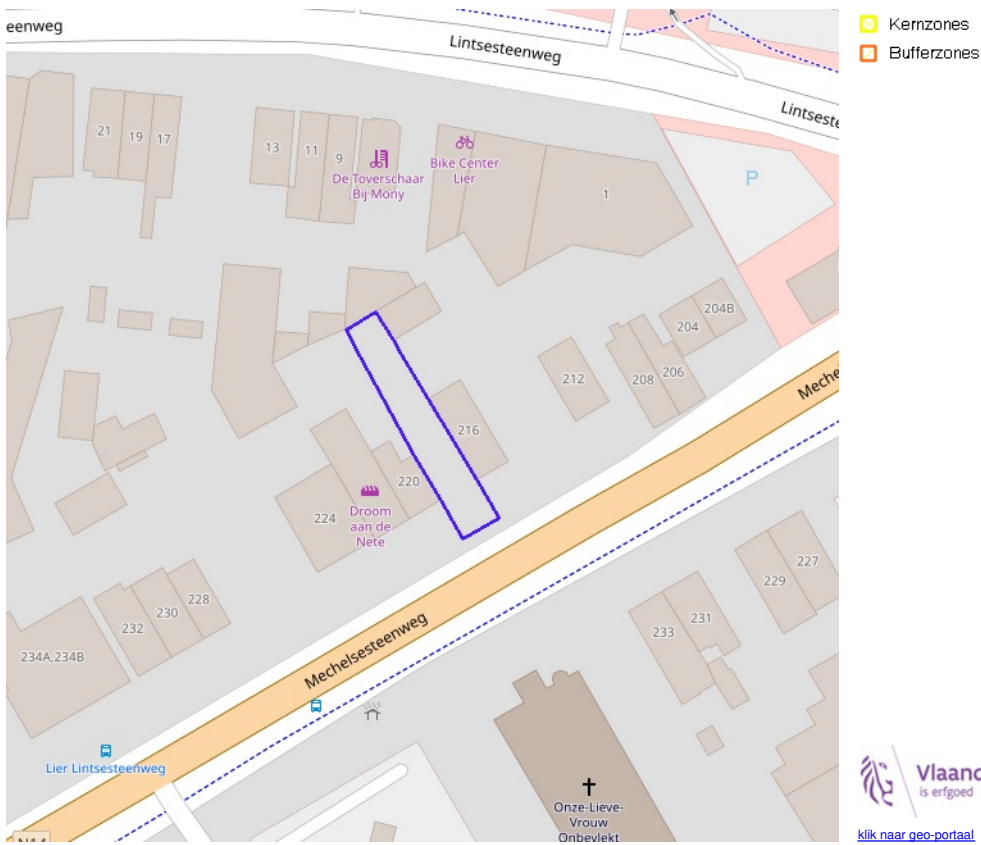 eenweg
Lintsesteenweg
Lintseste
Kernzones
Bufferzones
21
19
17
13
11
9
De Toverschaar
Bij Mony
Bike Center
Lier
1
P
204B
204
206
208
212
Meche
216
220
224
Droom
aan de
Nete
228
230
232
234A,234B
Mechelsesteenweg
227
229
231
233
Lier Lintsesteenweg
Onze-Lieve-
Vrouw
Onbevlekt
N14
Vlaand
is erfgoed
klik naar geo-portaal